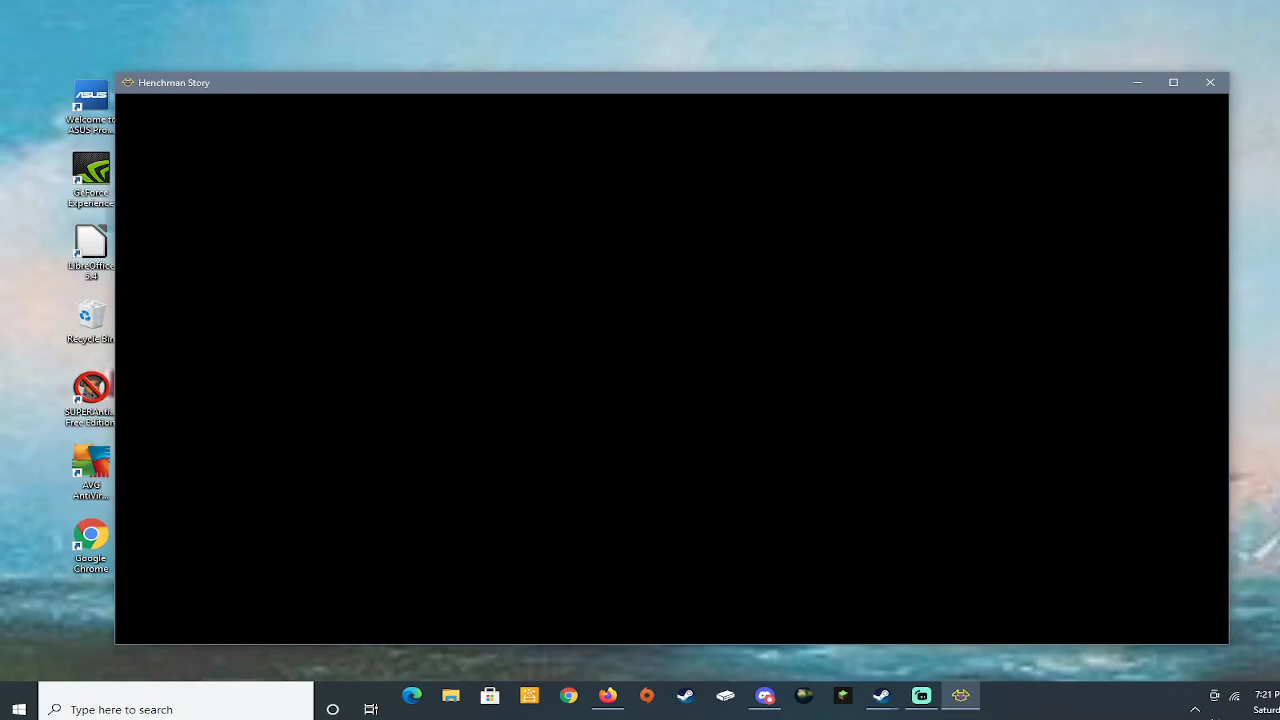 Henchman Story
ASUS
Welcome to
ASUS Pro...
GeForce
Experience
LibreOffice
5.4
Recycle Bin
SUPERAnti...
Free Edition
AVG
AntiVir...
Google
Chrome
Type here to search
7:21 P
Saturd